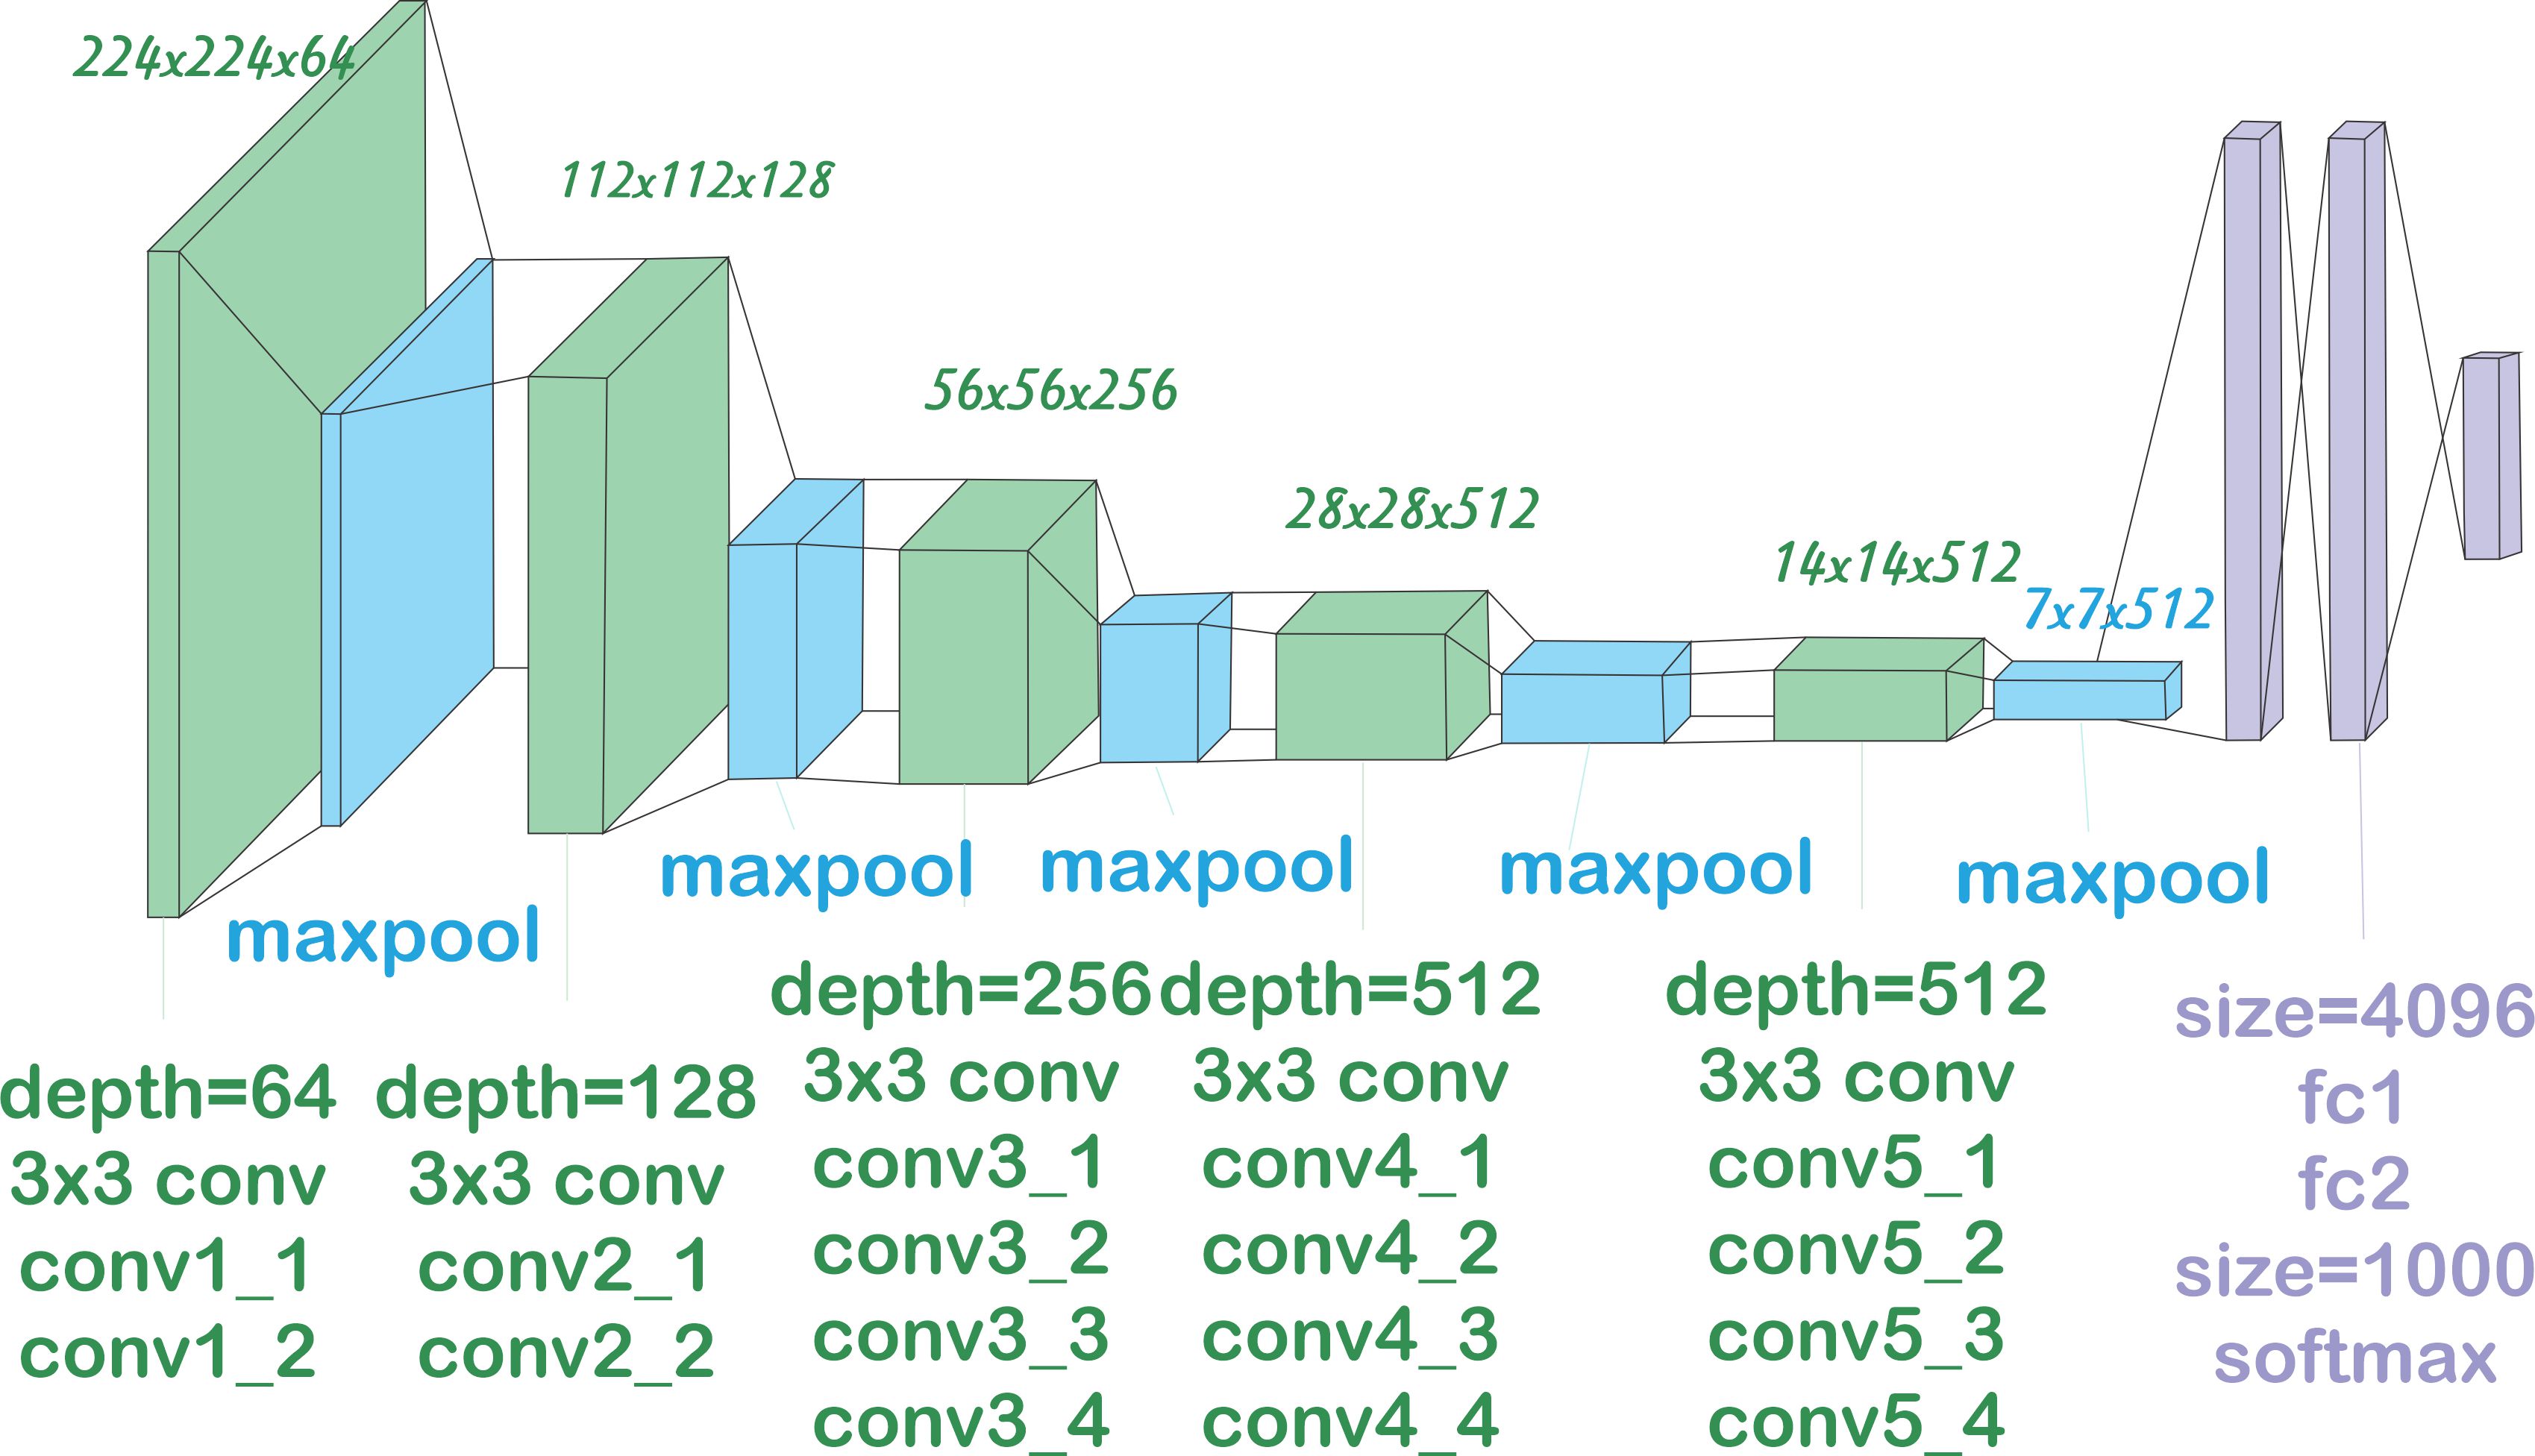 224x224x64
112x112x128
56x56x256
28x28x512
14x14x512
7x7x512
maxpool
maxpool
maxpool
maxpool
maxpool
depth=64
3x3 conv
conv1_1
conv1_2
depth=128
3x3 conv
conv2_1
conv2_2
depth=256
3x3 conv
conv3_1
conv3_2
conv3_3
conv3_4
depth=512
3x3 conv
conv4_1
conv4_2
conv4_3
conv4_4
depth=512
3x3 conv
conv5_1
conv5_2
conv5_3
conv5_4
size=4096
fc1
fc2
size=1000
softmax